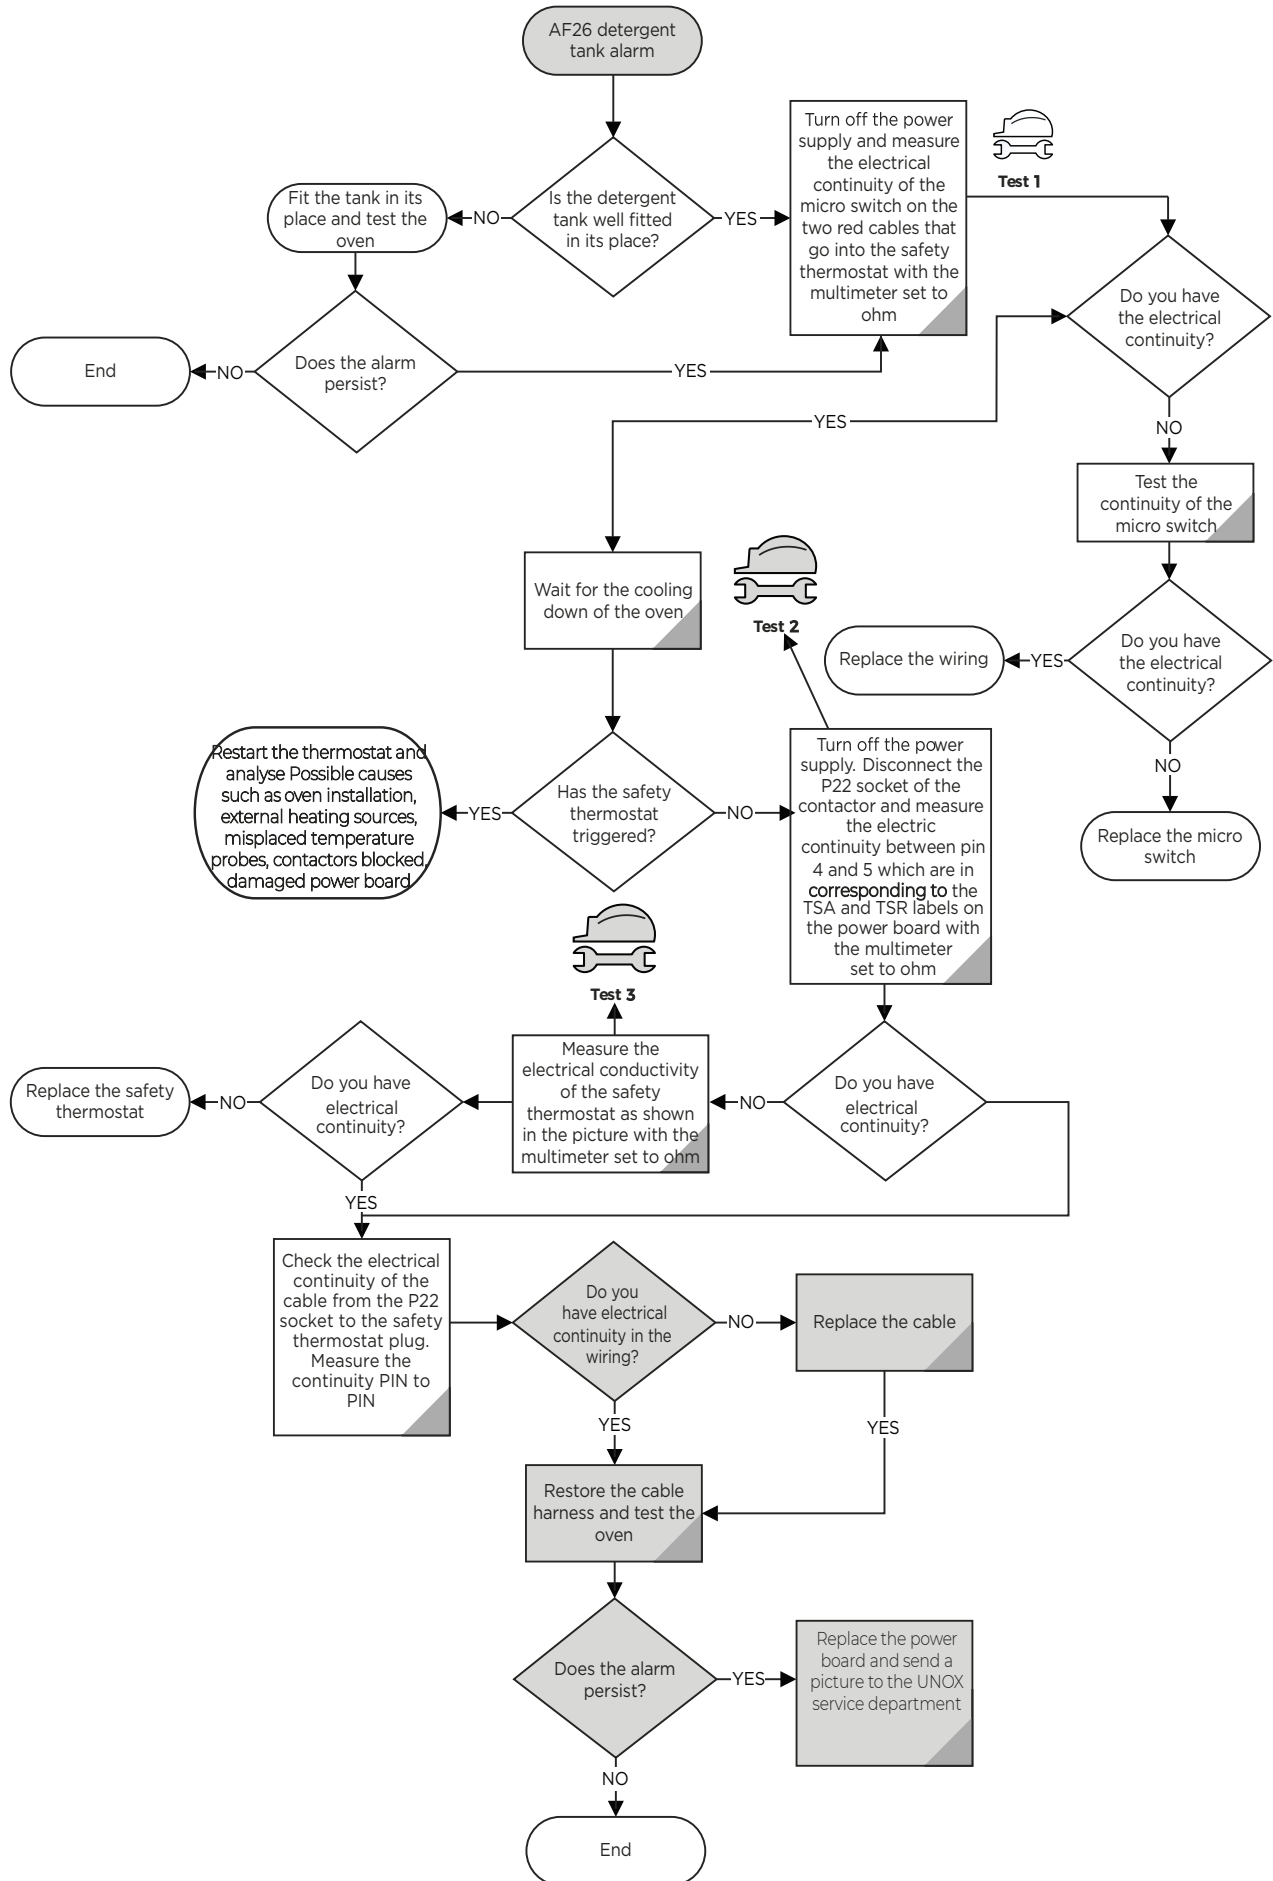 AF26 detergent
tank alarm
Is the detergent
tank well fitted
in its place?
NO
YES
Fit the tank in its
place and test the
oven
Turn off the power
supply and measure
the electrical
continuity of the
micro switch on the
two red cables that
go into the safety
thermostat with the
multimeter set to
ohm
Test 1
Does the alarm
persist?
NO
End
YES
Do you have
the electrical
continuity?
YES
NO
Test the
continuity of the
micro switch
Do you have
the electrical
continuity?
YES
Replace the wiring
NO
Replace the micro
switch
Wait for the cooling
down of the oven
Has the safety
thermostat
triggered?
YES
Restart the thermostat and
analyse Possible causes
such as oven installation,
external heating sources,
misplaced temperature
probes, contactors blocked,
damaged power board
NO
Test 2
Turn off the power
supply. Disconnect the
P22 socket of the
contactor and measure
the electric
continuity between pin
4 and 5 which are in
corresponding to the
TSA and TSR labels on
the power board with
the multimeter
set to ohm
Do you have
electrical
continuity?
NO
Test 3
Measure the
electrical conductivity
of the safety
thermostat as shown
in the picture with the
multimeter set to ohm
Do you have
electrical
continuity?
NO
Replace the safety
thermostat
YES
Check the electrical
continuity of the
cable from the P22
socket to the safety
thermostat plug.
Measure the
continuity PIN to
PIN
Do you
have electrical
continuity in the
wiring?
NO
Replace the cable
YES
YES
Restore the cable
harness and test the
oven
Does the alarm
persist?
YES
Replace the power
board and send a
picture to the UNOX
service department
NO
End